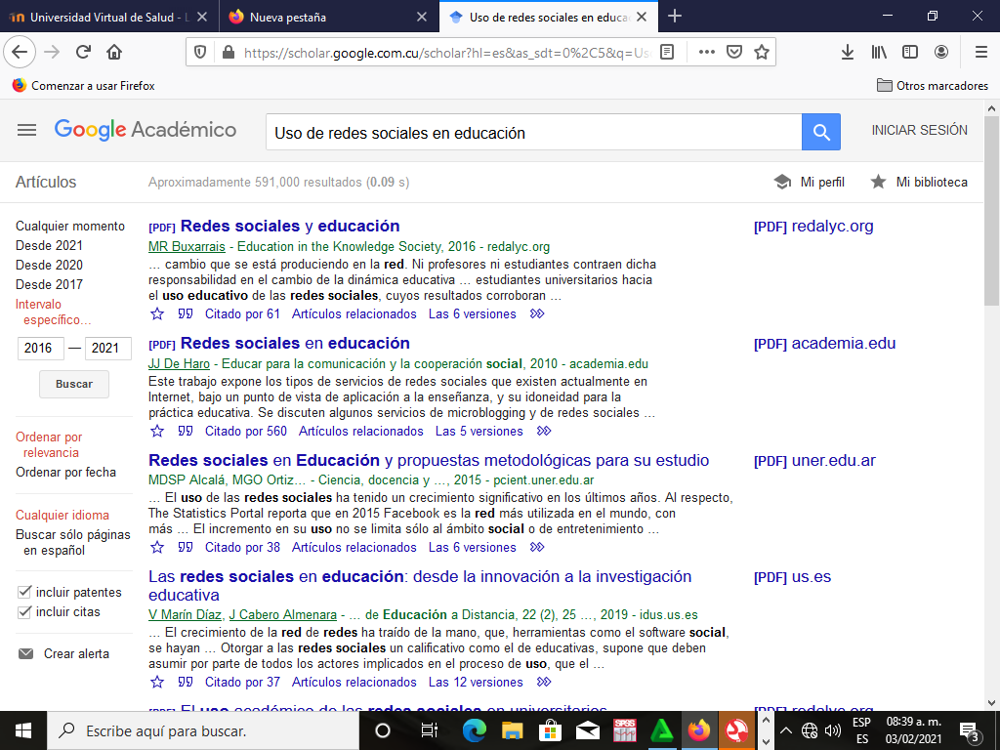 Universidad Virtual de Salud - L
Nueva pestaña
Uso de redes sociales en educa
https://scholar.google.com.cu/scholar?hl=es&as_sdt=0%2C5&q=Us
Comenzar a usar Firefox
Otros marcadores
Google Académico
Uso de redes sociales en educación
INICIAR SESIÓN
Artículos
Aproximadamente 591,000 resultados (0.09 s)
Mi perfil
Mi biblioteca
Cualquier momento
Desde 2021
Desde 2020
Desde 2017
Intervalo
específico...
2016 — 2021
Buscar
Ordenar por
relevancia
Ordenar por fecha
Cualquier idioma
Buscar sólo páginas
en español
incluir patentes
incluir citas
Crear alerta
[PDF] Redes sociales y educación
MR Buxarrais - Education in the Knowledge Society, 2016 - redalyc.org
... cambio que se está produciendo en la red. Ni profesores ni estudiantes contraen dicha
responsabilidad en el cambio de la dinámica educativa ... estudiantes universitarios hacia
el uso educativo de las redes sociales, cuyos resultados corroboran ...
Citado por 61 Artículos relacionados Las 6 versiones
[PDF] redalyc.org
[PDF] Redes sociales en educación
JJ De Haro - Educar para la comunicación y la cooperación social, 2010 - academia.edu
Este trabajo expone los tipos de servicios de redes sociales que existen actualmente en
Internet, bajo un punto de vista de aplicación a la enseñanza, y su idoneidad para la
práctica educativa. Se discuten algunos servicios de microblogging y de redes sociales ...
Citado por 560 Artículos relacionados Las 5 versiones
[PDF] academia.edu
Redes sociales en Educación y propuestas metodológicas para su estudio
MDSP Alcalá, MGO Ortiz... - Ciencia, docencia y ..., 2015 - pcient.uner.edu.ar
... El uso de las redes sociales ha tenido un crecimiento significativo en los últimos años. Al respecto,
The Statistics Portal reporta que en 2015 Facebook es la red más utilizada en el mundo, con
más ... El incremento en su uso no se limita sólo al ámbito social o de entretenimiento ...
Citado por 38 Artículos relacionados Las 6 versiones
[PDF] uner.edu.ar
Las redes sociales en educación: desde la innovación a la investigación
educativa
V Marín Díaz, J Cabero Almenara - ... de Educación a Distancia, 22 (2), 25 ..., 2019 - idus.us.es
... El crecimiento de la red de redes ha traído de la mano, que, herramientas como el software social,
se hayan ... Otorgar a las redes sociales un calificativo como el de educativas, supone que deben
asumir por parte de todos los actores implicados en el proceso de uso, que el ...
Citado por 37 Artículos relacionados Las 12 versiones
[PDF] us.es
[PDF] El uso académico de las redes sociales en universitarios
[PDF] redalyc.org
Escribe aquí para buscar.
SPSS
ESP
ES
08:39 a. m.
03/02/2021
3